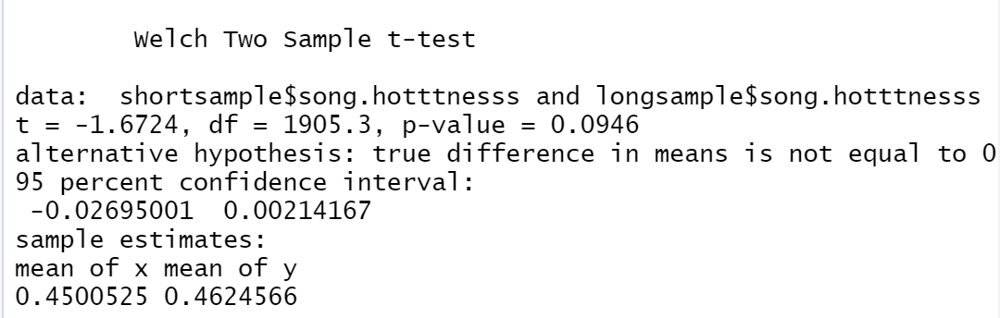 Welch Two Sample t-test
data:  shortsample$song.hotttnesss and longsample$song.hotttnesss
t = -1.6724, df = 1905.3, p-value = 0.0946
alternative hypothesis: true difference in means is not equal to 0
95 percent confidence interval:
-0.02695001  0.00214167
sample estimates:
mean of x mean of y
0.4500525 0.4624566